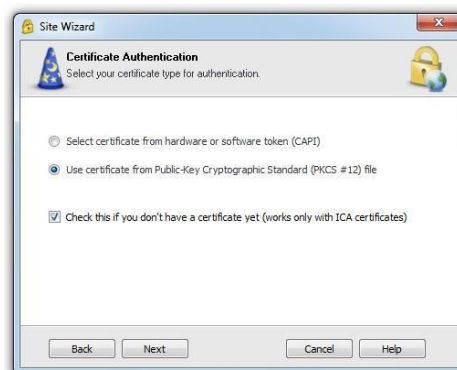 Site Wizard
Certificate Authentication
Select your certificate type for authentication.
Select certificate from hardware or software token (CAPI)
Use certificate from Public-Key Cryptographic Standard (PKCS #12) file
Check this if you don't have a certificate yet (works only with ICA certificates)
Back Next Cancel Help